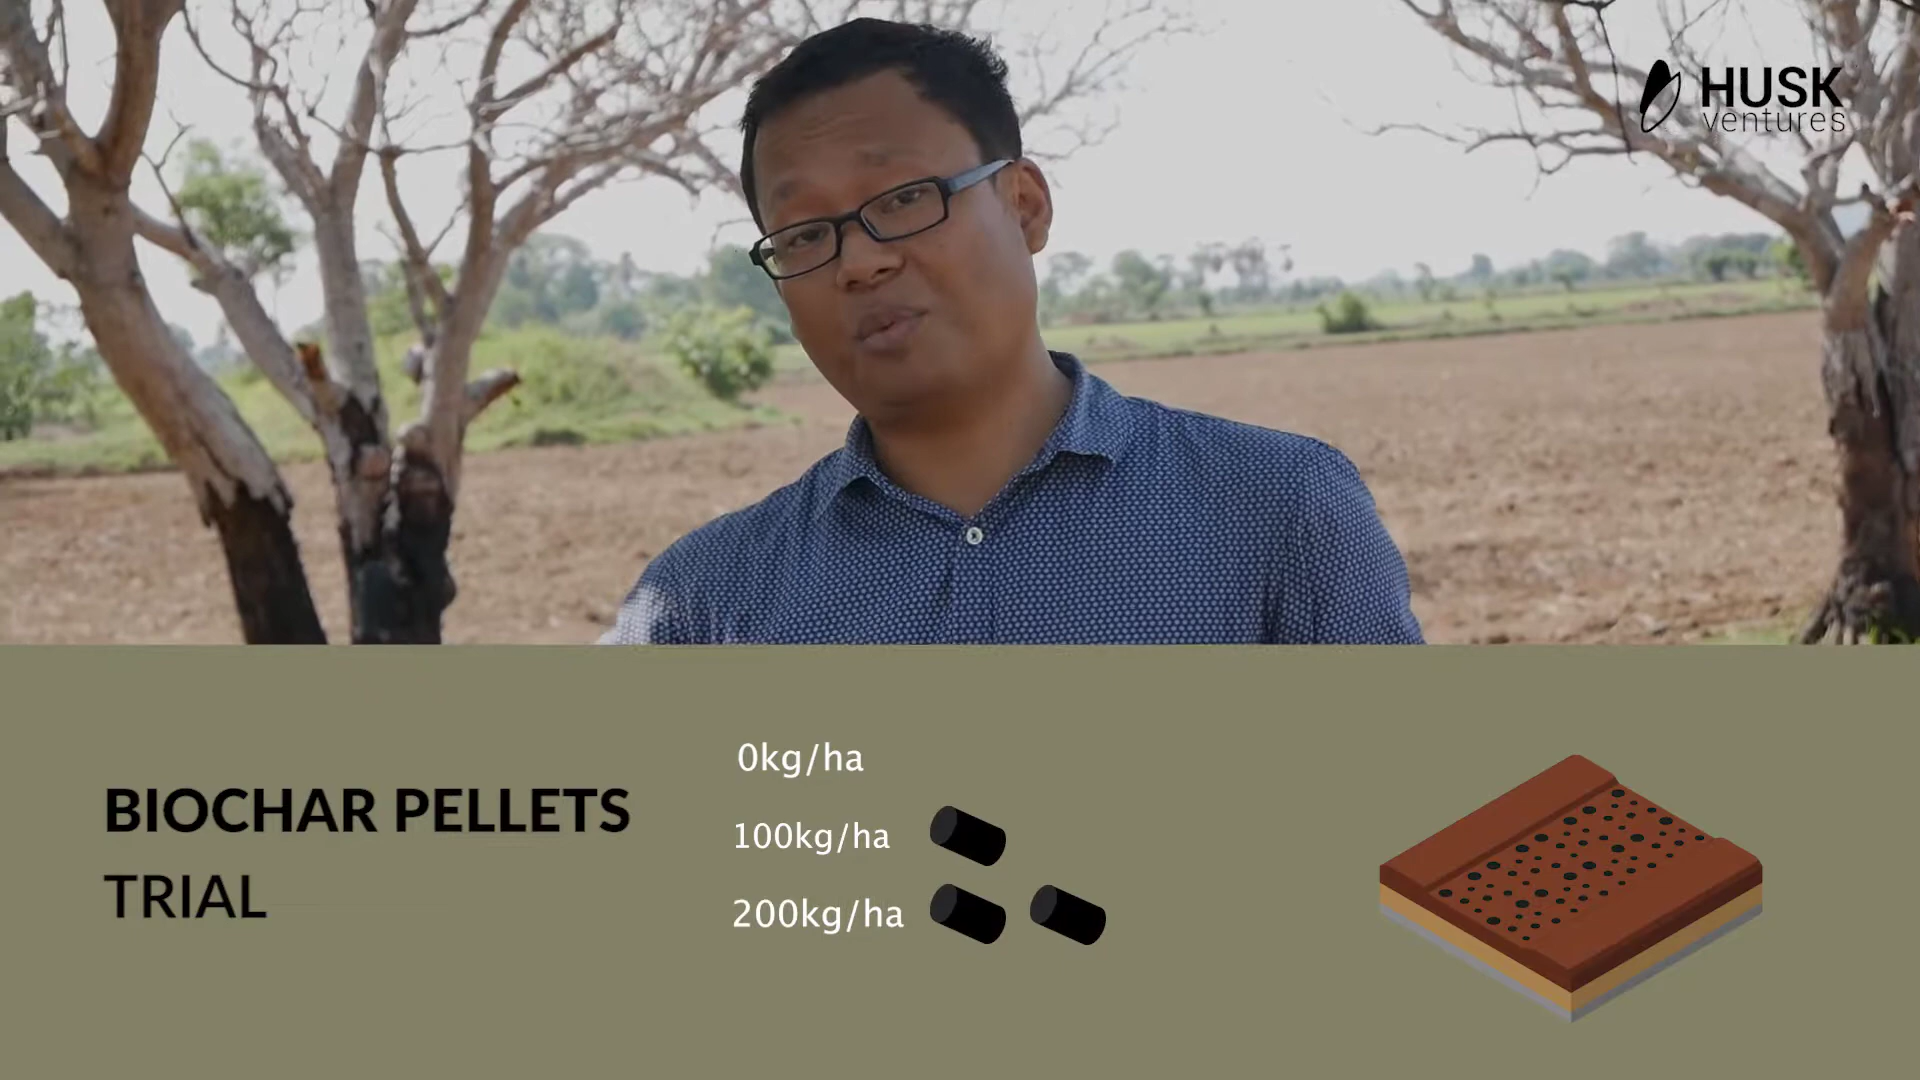 HUSK
ventures
BIOCHAR PELLETS
TRIAL
0kg/ha
100kg/ha
200kg/ha